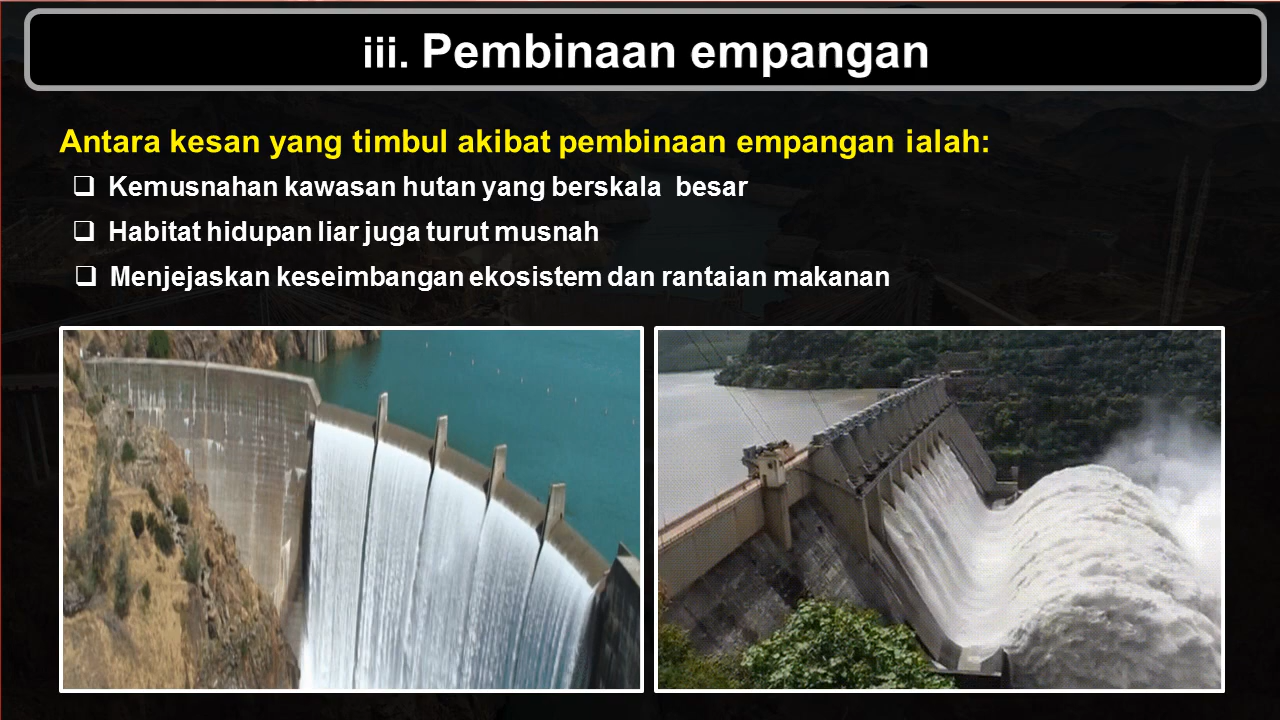 iii. Pembinaan empangan
Antara kesan yang timbul akibat pembinaan empangan ialah:
❑ Kemusnahan kawasan hutan yang berskala  besar
❑ Habitat hidupan liar juga turut musnah
❑ Menjejaskan keseimbangan ekosistem dan rantaian makanan